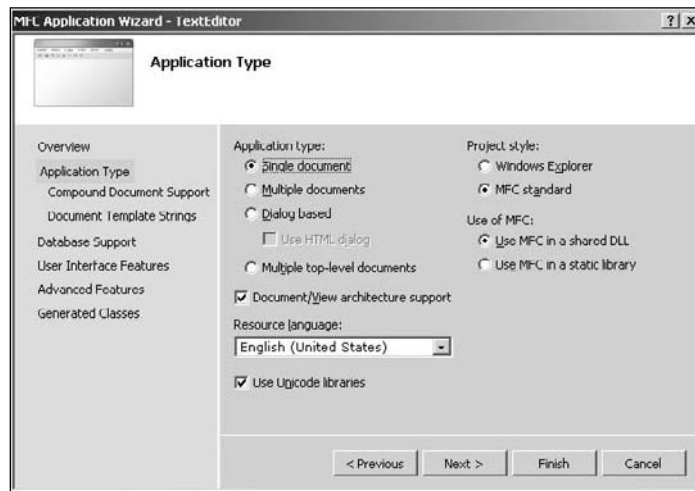 MFC Application Wizard - TextEditor
Application Type
Overview
Application Type
Compound Document Support
Document Template Strings
Database Support
User Interface Features
Advanced Features
Generated Classes
Application type:
Single document
Multiple documents
Dialog based
Use HTML dialog
Multiple top-level documents
Document/View architecture support
Resource language:
English (United States)
Use Unicode libraries
Project style:
Windows Explorer
MFC standard
Use of MFC:
Use MFC in a shared DLL
Use MFC in a static library
< Previous
Next >
Finish
Cancel